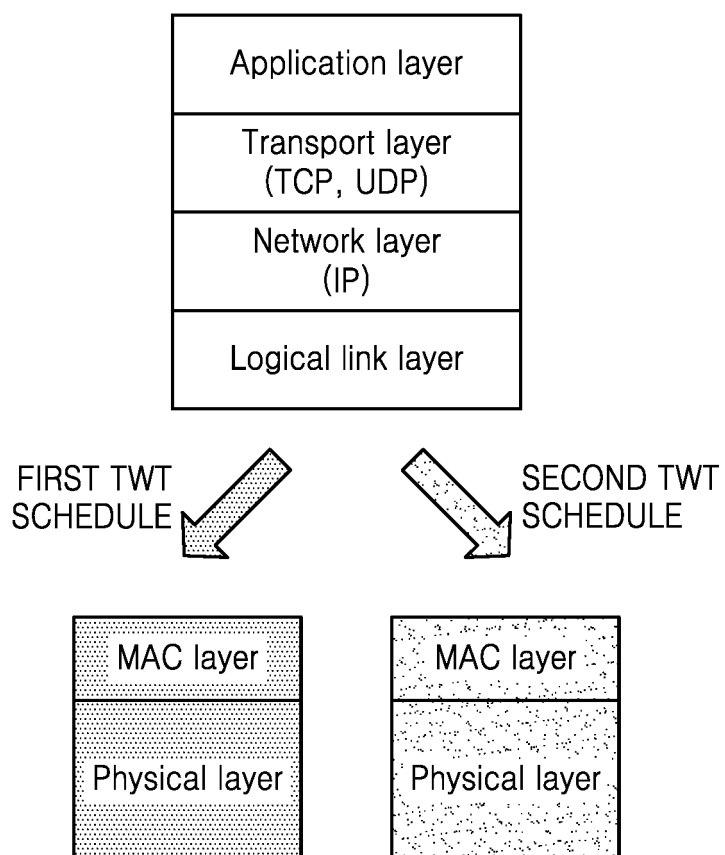 Application layer
Transport layer
(TCP, UDP)
Network layer
(IP)
Logical link layer
FIRST TWT
SCHEDULE
SECOND TWT
SCHEDULE
MAC layer
MAC layer
Physical layer
Physical layer